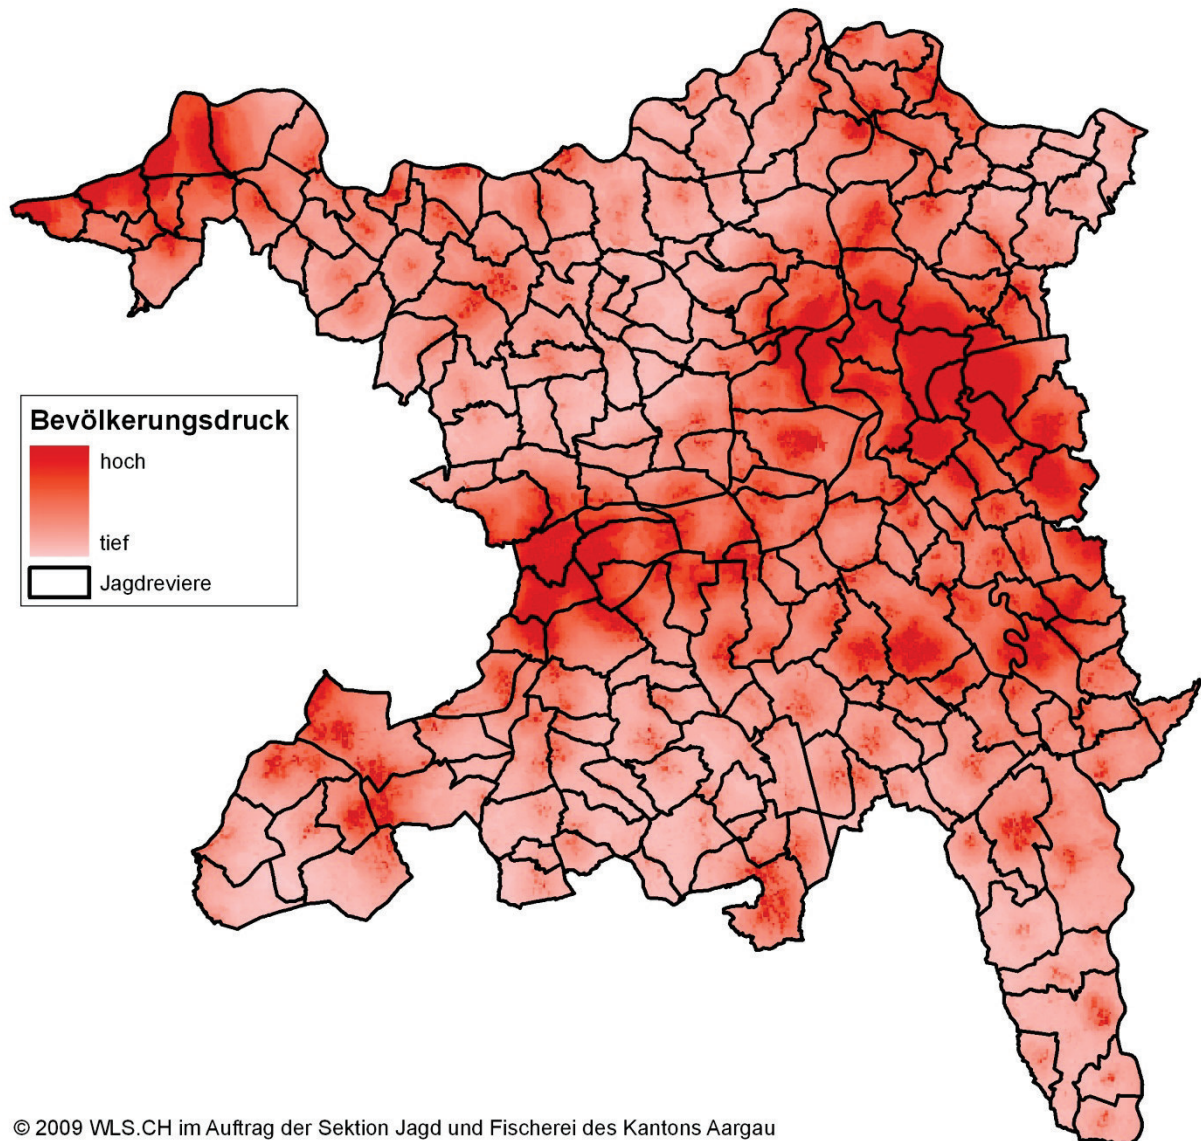 Bevölkerungsdruck
hoch
tief
Jagdreviere
© 2009 WLS.CH im Auftrag der Sektion Jagd und Fischerei des Kantons Aargau